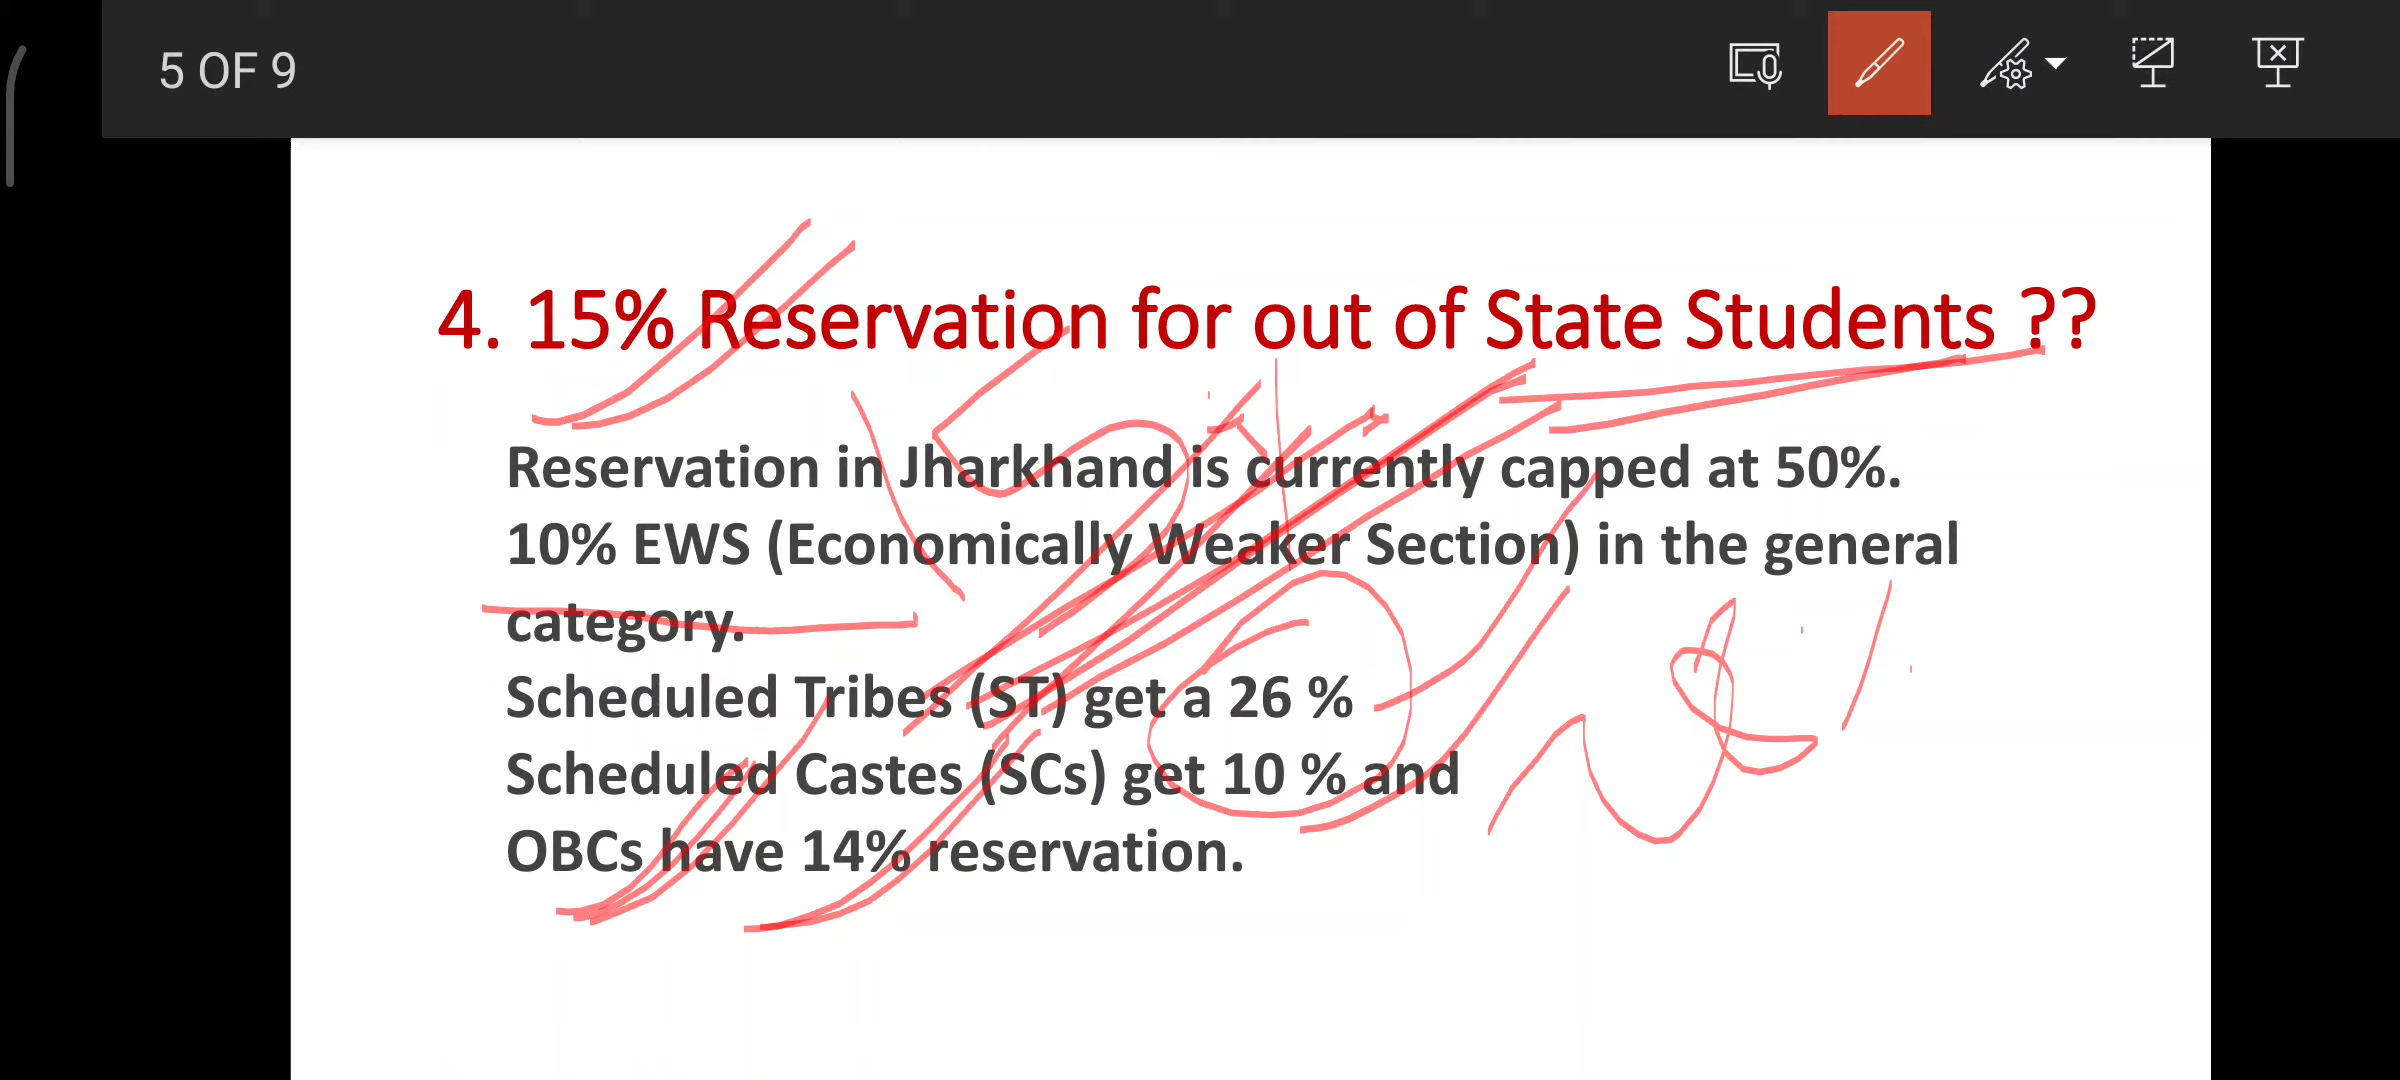 5 OF 9
4. 15% Reservation for out of State Students ??
Reservation in Jharkhand is currently capped at 50%.
10% EWS (Economically Weaker Section) in the general
category.
Scheduled Tribes (ST) get a 26 %
Scheduled Castes (SCs) get 10 % and
OBCs have 14% reservation.